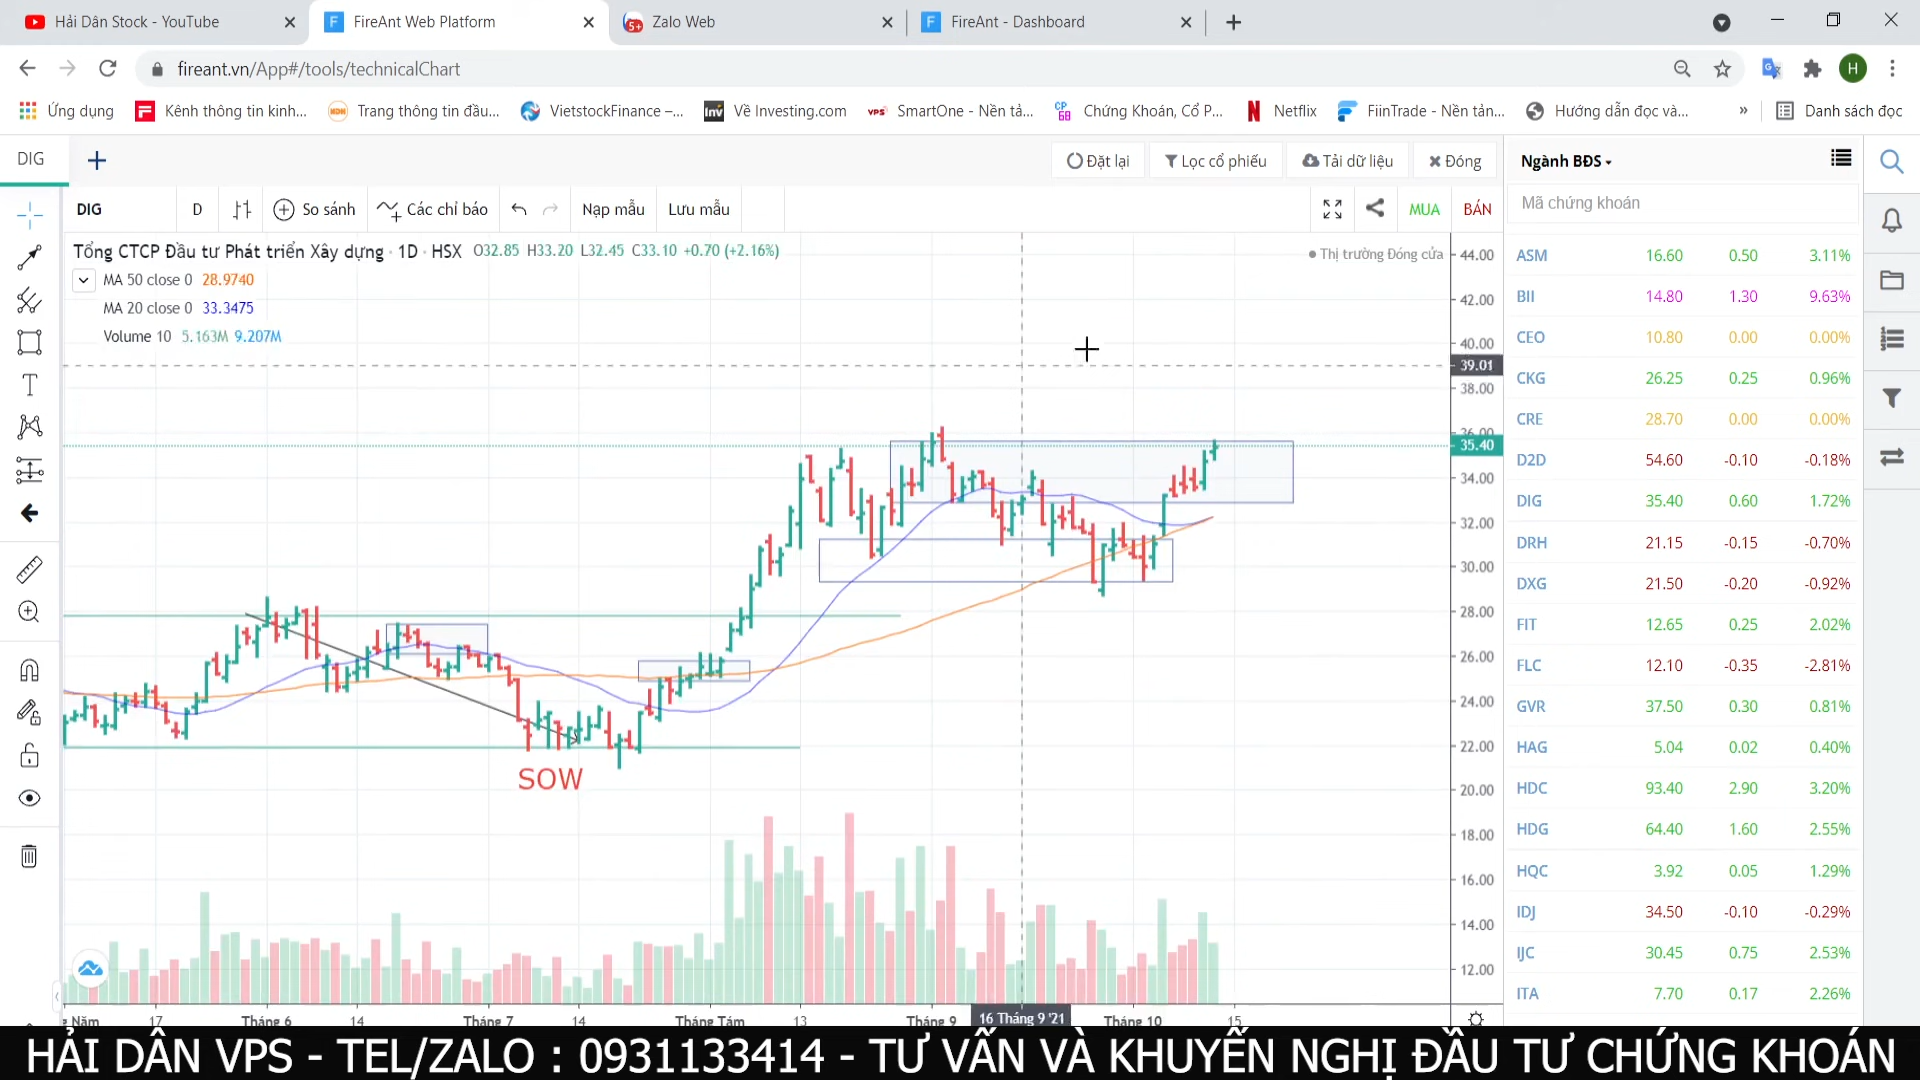 Hải Dân Stock - YouTube
FireAnt Web Platform
Zalo Web
FireAnt - Dashboard
fireant.vn/App#/tools/technicalChart
H
Ứng dụng
Kênh thông tin kinh...
Trang thông tin đầu...
VietstockFinance –...
Về Investing.com
SmartOne - Nền tả...
Chứng Khoán, Cổ P...
Netflix
FiinTrade - Nền tản...
Hướng dẫn đọc và...
»
Danh sách đọc
DIG
Đặt lại
Lọc cổ phiếu
Tải dữ liệu
Đóng
Ngành BĐS
DIG
D
So sánh
Các chỉ báo
Nạp mẫu
Lưu mẫu
MUA
BÁN
Mã chứng khoán
Tổng CTCP Đầu tư Phát triển Xây dựng · 1D · HSX O32.85 H33.20 L32.45 C33.10 +0.70 (+2.16%)
Thị trường Đóng cửa
MA 50 close 0 28.9740
MA 20 close 0 33.3475
Volume 10 5.163M 9.207M
44.00
42.00
40.00
39.01
38.00
36.00
35.40
34.00
32.00
30.00
28.00
26.00
24.00
22.00
20.00
18.00
16.00
14.00
12.00
SOW
ASM 16.60 0.50 3.11%
BII 14.80 1.30 9.63%
CEO 10.80 0.00 0.00%
CKG 26.25 0.25 0.96%
CRE 28.70 0.00 0.00%
D2D 54.60 -0.10 -0.18%
DIG 35.40 0.60 1.72%
DRH 21.15 -0.15 -0.70%
DXG 21.50 -0.20 -0.92%
FIT 12.65 0.25 2.02%
FLC 12.10 -0.35 -2.81%
GVR 37.50 0.30 0.81%
HAG 5.04 0.02 0.40%
HDC 93.40 2.90 3.20%
HDG 64.40 1.60 2.55%
HQC 3.92 0.05 1.29%
IDJ 34.50 -0.10 -0.29%
IJC 30.45 0.75 2.53%
ITA 7.70 0.17 2.26%
Năm 17 Tháng 6 14 Tháng 7 14 Tháng Tám 13 Tháng 9 16 Tháng 9 '21 Tháng 10 15
HẢI DÂN VPS - TEL/ZALO : 0931133414 - TƯ VẤN VÀ KHUYẾN NGHỊ ĐẦU TƯ CHỨNG KHOÁN